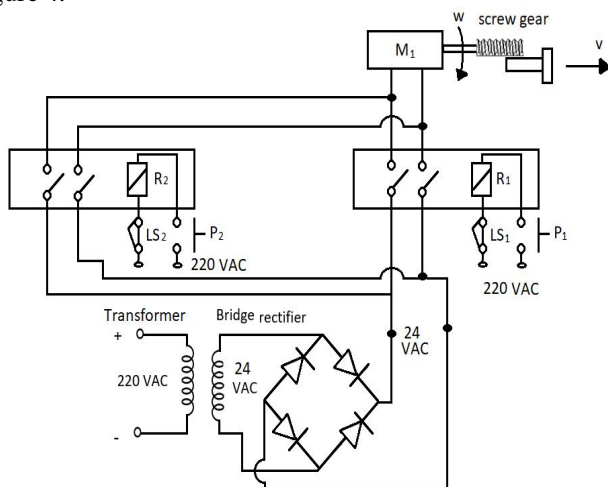 w screw gear
M1
v
R2
R1
LS2
P2
LS1
P1
220 VAC
220 VAC
Transformer
Bridge rectifier
+
24
VAC
220 VAC
24
VAC
-